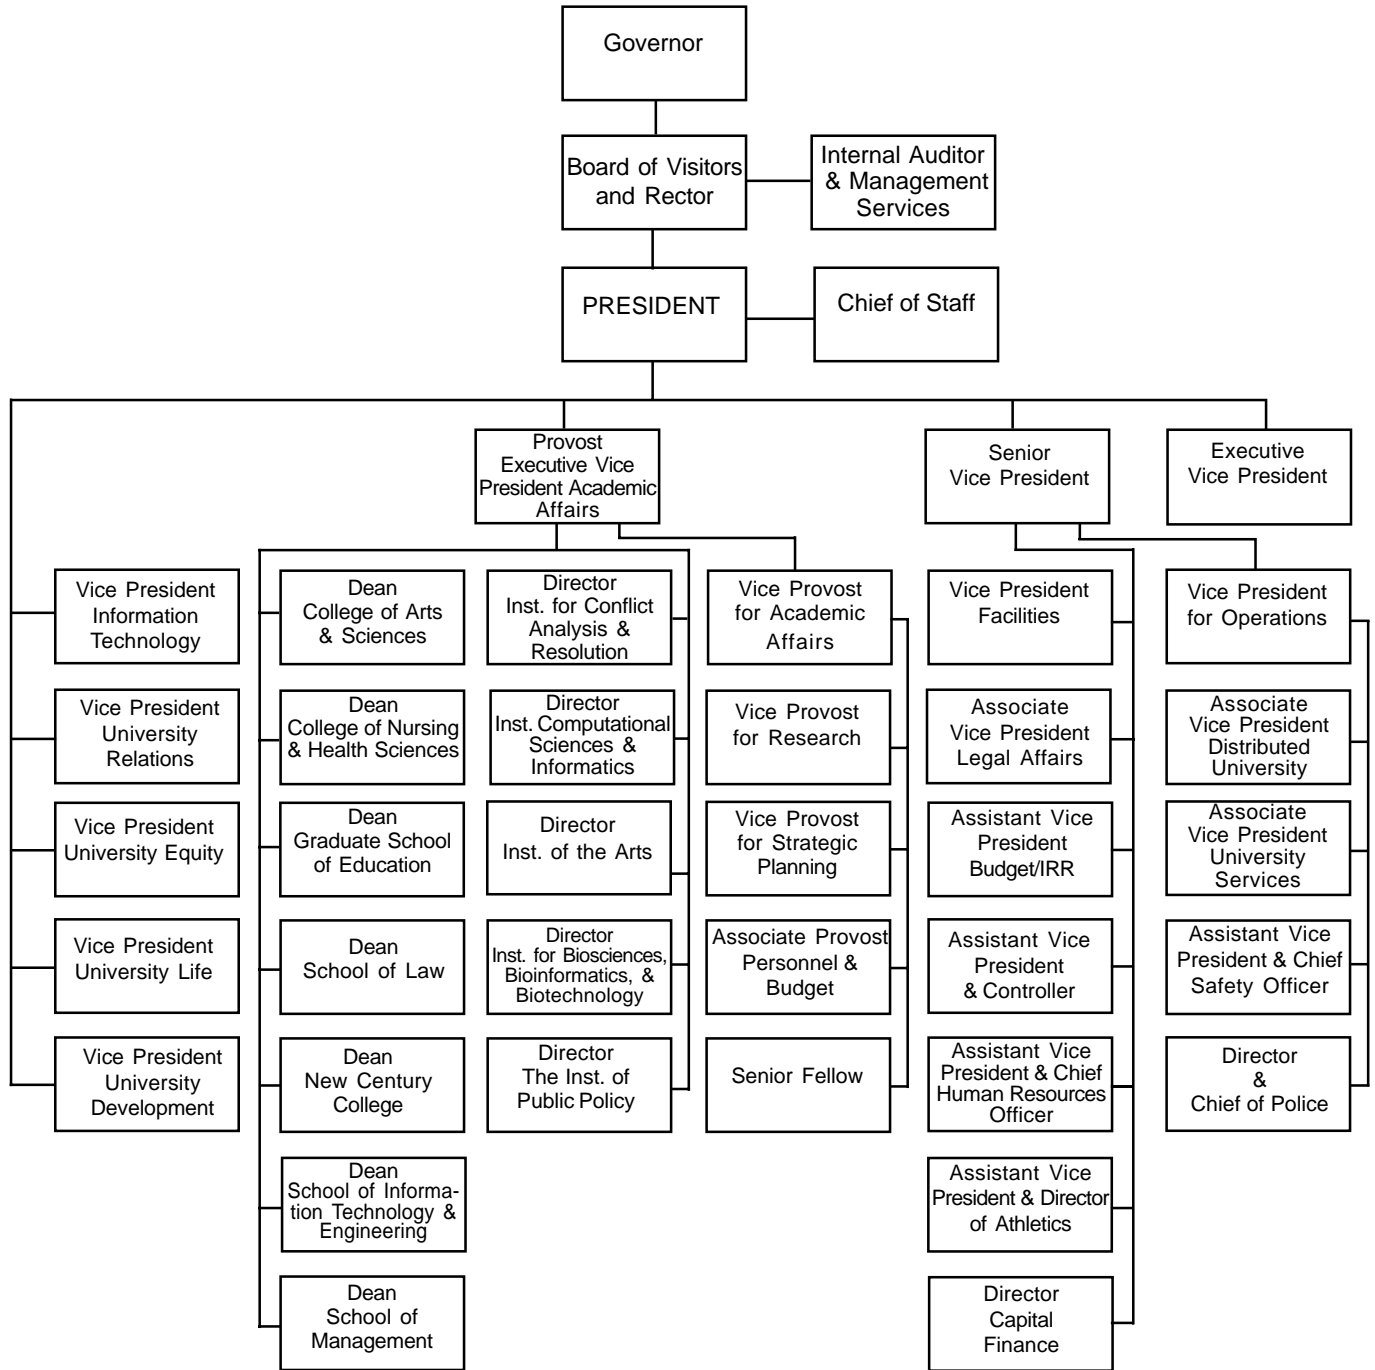 Governor
Board of Visitors
and Rector
Internal Auditor
& Management
Services
PRESIDENT
Chief of Staff
Provost
Executive Vice
President Academic
Affairs
Senior
Vice President
Executive
Vice President
Vice President
Information
Technology
Vice President
University
Relations
Vice President
University Equity
Vice President
University Life
Vice President
University
Development
Dean
College of Arts
& Sciences
Dean
College of Nursing
& Health Sciences
Dean
Graduate School
of Education
Dean
School of Law
Dean
New Century
College
Dean
School of Informa-
tion Technology &
Engineering
Dean
School of
Management
Director
Inst. for Conflict
Analysis &
Resolution
Director
Inst. Computational
Sciences &
Informatics
Director
Inst. of the Arts
Director
Inst. for Biosciences,
Bioinformatics, &
Biotechnology
Director
The Inst. of
Public Policy
Vice Provost
for Academic
Affairs
Vice Provost
for Research
Vice Provost
for Strategic
Planning
Associate Provost
Personnel &
Budget
Senior Fellow
Vice President
Facilities
Associate
Vice President
Legal Affairs
Assistant Vice
President
Budget/IRR
Assistant Vice
President
& Controller
Assistant Vice
President & Chief
Human Resources
Officer
Assistant Vice
President & Director
of Athletics
Director
Capital
Finance
Vice President
for Operations
Associate
Vice President
Distributed
University
Associate
Vice President
University
Services
Assistant Vice
President & Chief
Safety Officer
Director
&
Chief of Police